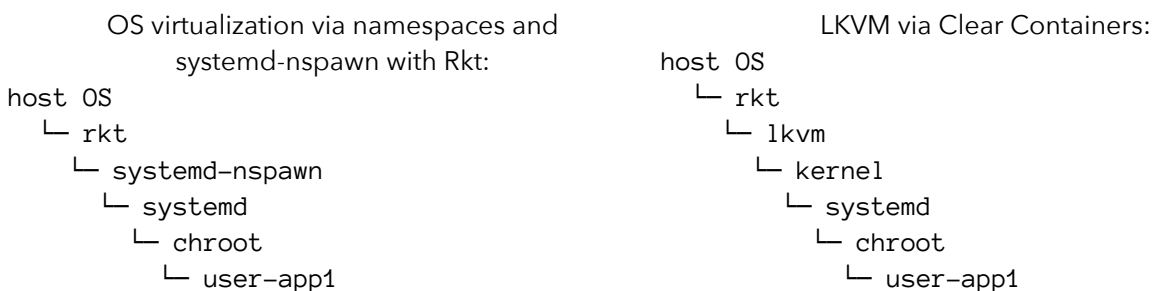 OS virtualization via namespaces and
systemd-nspawn with Rkt:
host OS
└─ rkt
└─ systemd-nspawn
└─ systemd
└─ chroot
└─ user-app1
LKVM via Clear Containers:
host OS
└─ rkt
└─ lkvm
└─ kernel
└─ systemd
└─ chroot
└─ user-app1